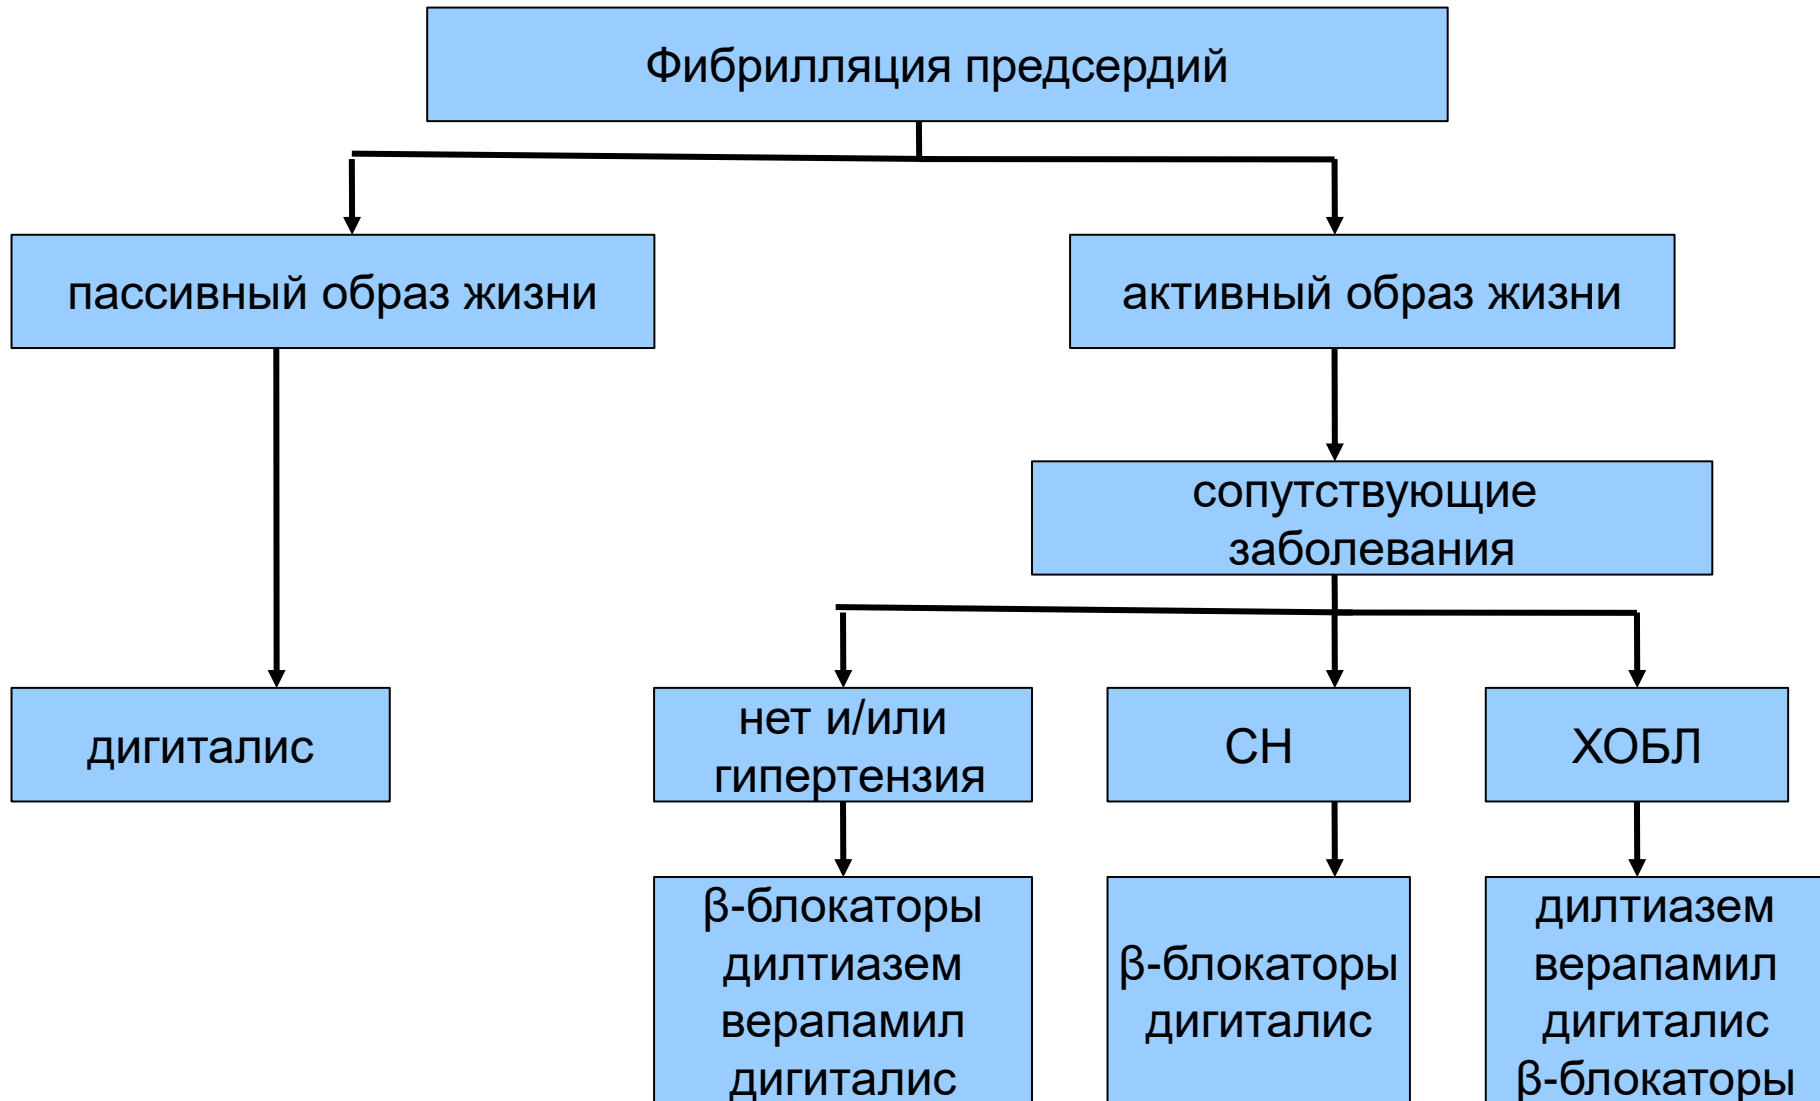 Фибрилляция предсердий
пассивный образ жизни
активный образ жизни
сопутствующие
заболевания
дигиталис
нет и/или
гипертензия
СН
ХОБЛ
β-блокаторы
дилтиазем
верапамил
дигиталис
β-блокаторы
дигиталис
дилтиазем
верапамил
дигиталис
β-блокаторы